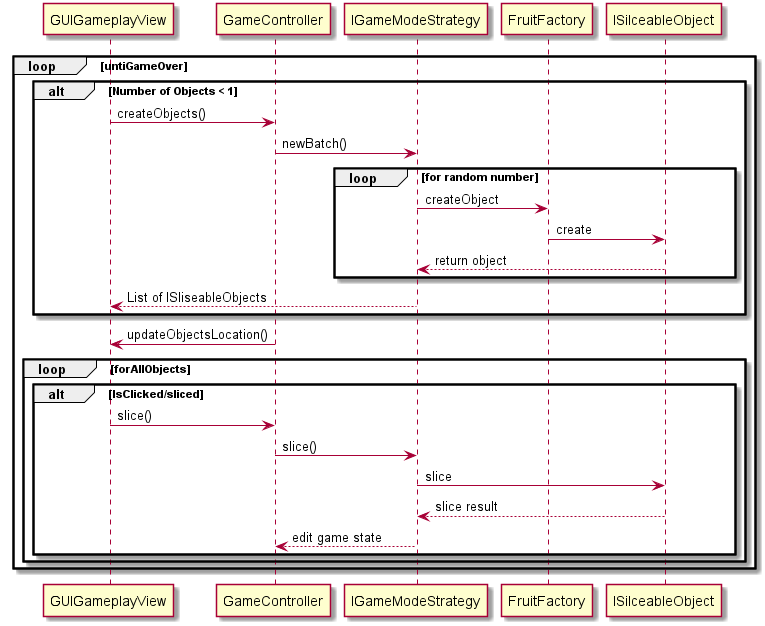 GUIGameplayView GameController IGameModeStrategy FruitFactory ISilceableObject
loop [untiGameOver]
alt [Number of Objects < 1]
createObjects()
newBatch()
loop [for random number]
createObject
create
return object
List of ISliseableObjects
updateObjectsLocation()
loop [forAllObjects]
alt [IsClicked/sliced]
slice()
slice()
slice
slice result
edit game state
GUIGameplayView GameController IGameModeStrategy FruitFactory ISilceableObject